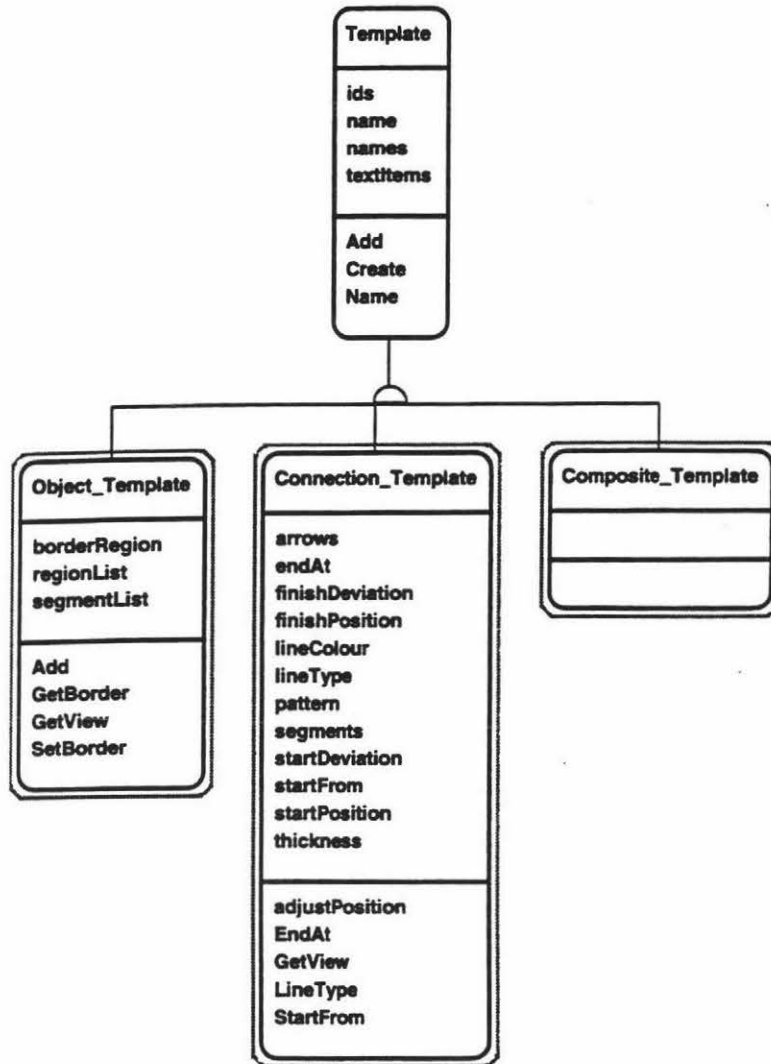 Template
ids
name
names
textItems
Add
Create
Name
Object_Template
borderRegion
regionList
segmentList
Add
GetBorder
GetView
SetBorder
Connection_Template
arrows
endAt
finishDeviation
finishPosition
lineColour
lineType
pattern
segments
startDeviation
startFrom
startPosition
thickness
adjustPosition
EndAt
GetView
LineType
StartFrom
Composite_Template